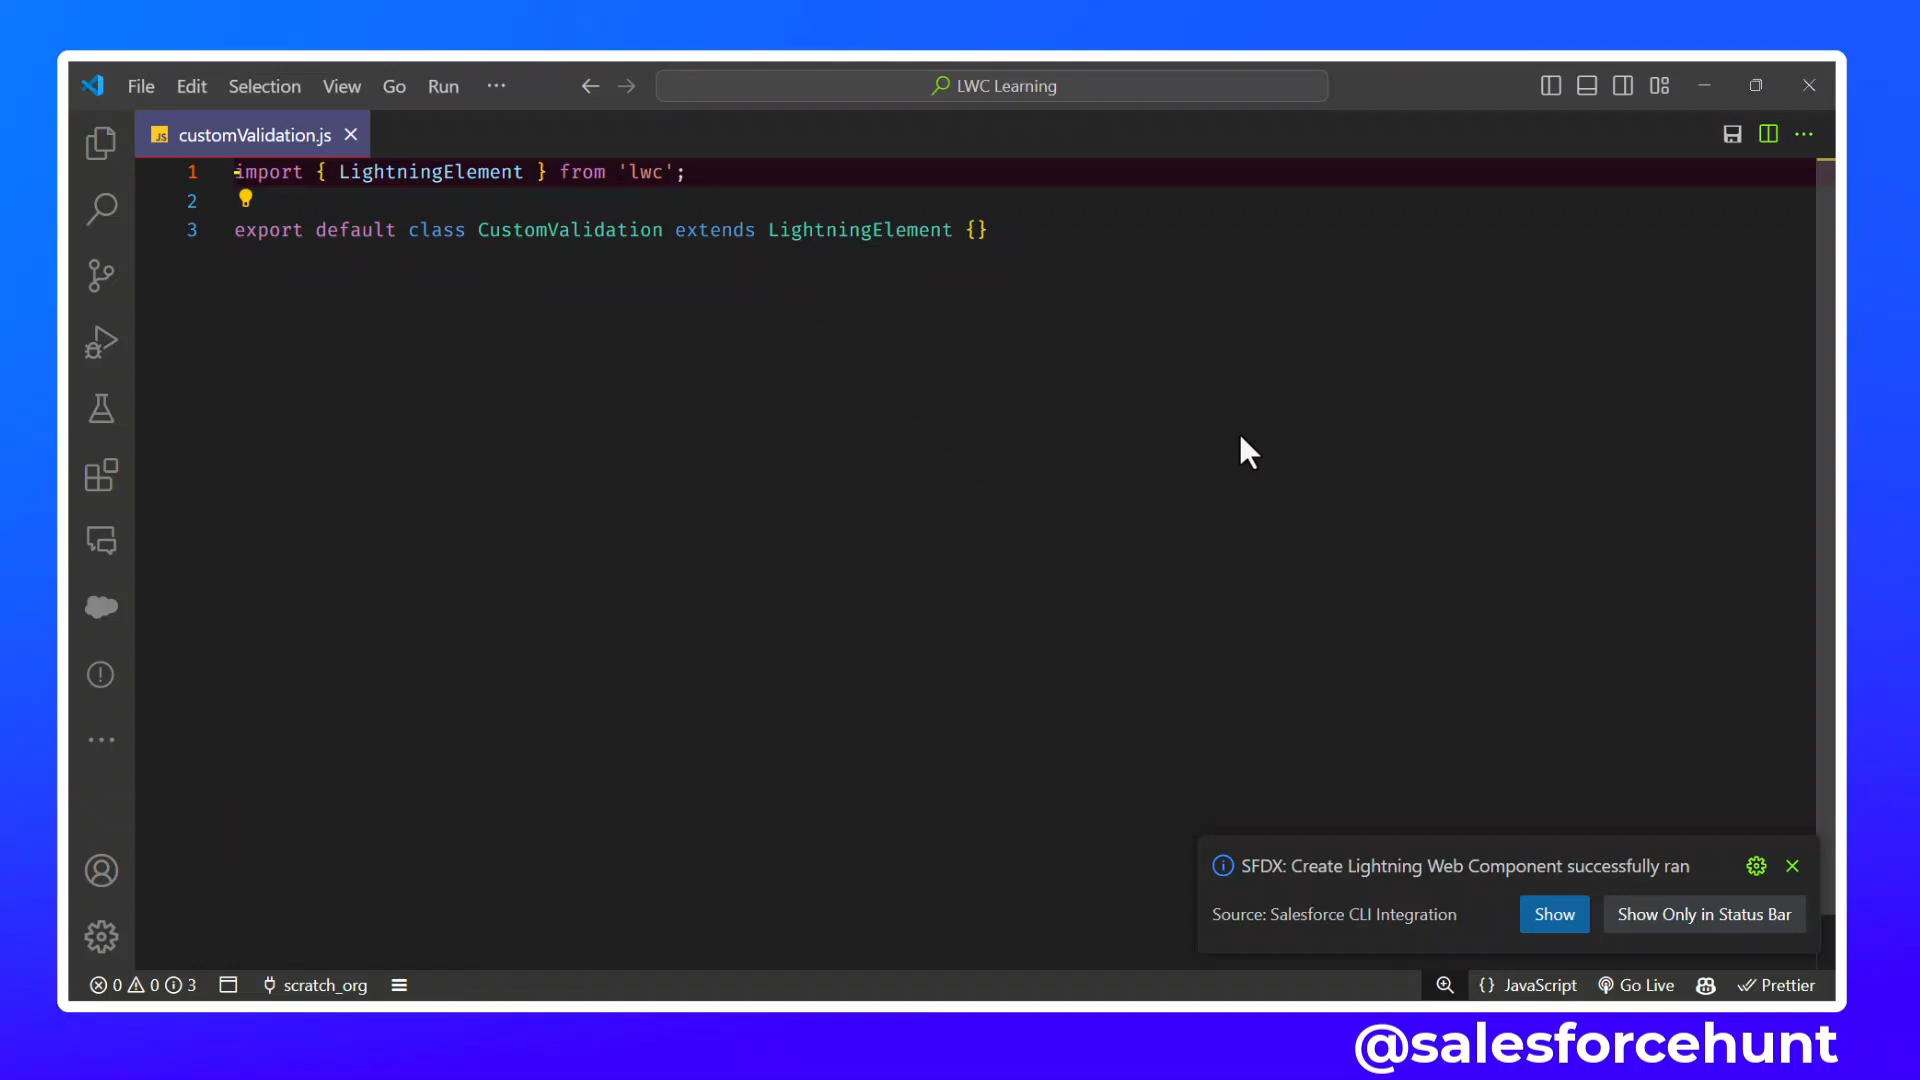 File Edit Selection View Go Run ··· LWC Learning
JS customValidation.js
1 import { LightningElement } from 'lwc';
2
3 export default class CustomValidation extends LightningElement {}
SFDX: Create Lightning Web Component successfully ran
Source: Salesforce CLI Integration Show Show Only in Status Bar
0 0 3 scratch_org {} JavaScript Go Live Prettier
@salesforcehunt